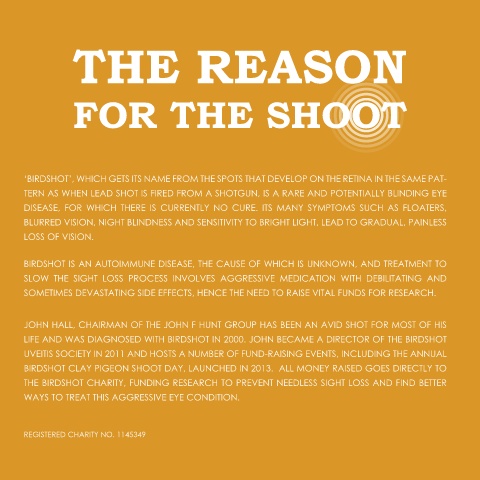 THE REASON
FOR THE SHOOT
‘BIRDSHOT’, WHICH GETS ITS NAME FROM THE SPOTS THAT DEVELOP ON THE RETINA IN THE SAME PAT-
TERN AS WHEN LEAD SHOT IS FIRED FROM A SHOTGUN, IS A RARE AND POTENTIALLY BLINDING EYE
DISEASE, FOR WHICH THERE IS CURRENTLY NO CURE. ITS MANY SYMPTOMS SUCH AS FLOATERS,
BLURRED VISION, NIGHT BLINDNESS AND SENSITIVITY TO BRIGHT LIGHT, LEAD TO GRADUAL, PAINLESS
LOSS OF VISION.
BIRDSHOT IS AN AUTOIMMUNE DISEASE, THE CAUSE OF WHICH IS UNKNOWN, AND TREATMENT TO
SLOW THE SIGHT LOSS PROCESS INVOLVES AGGRESSIVE MEDICATION WITH DEBILITATING AND
SOMETIMES DEVASTATING SIDE EFFECTS, HENCE THE NEED TO RAISE VITAL FUNDS FOR RESEARCH.
JOHN HALL, CHAIRMAN OF THE JOHN F HUNT GROUP HAS BEEN AN AVID SHOT FOR MOST OF HIS
LIFE AND WAS DIAGNOSED WITH BIRDSHOT IN 2000. JOHN BECAME A DIRECTOR OF THE BIRDSHOT
UVEITIS SOCIETY IN 2011 AND HOSTS A NUMBER OF FUND-RAISING EVENTS, INCLUDING THE ANNUAL
BIRDSHOT CLAY PIGEON SHOOT DAY, LAUNCHED IN 2013. ALL MONEY RAISED GOES DIRECTLY TO
THE BIRDSHOT CHARITY, FUNDING RESEARCH TO PREVENT NEEDLESS SIGHT LOSS AND FIND BETTER
WAYS TO TREAT THIS AGGRESSIVE EYE CONDITION.
REGISTERED CHARITY NO. 1145349